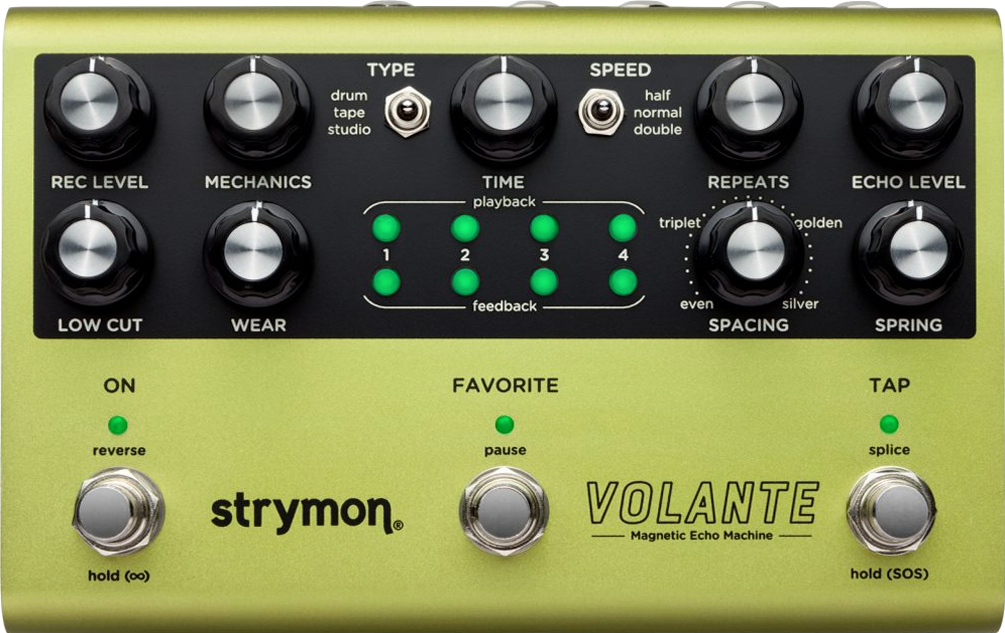 TYPE
SPEED
drum
tape
studio
half
normal
double
REC LEVEL
MECHANICS
TIME
REPEATS
ECHO LEVEL
playback
triplet
golden
1 2 3 4
feedback
even
silver
LOW CUT
WEAR
SPACING
SPRING
ON
FAVORITE
TAP
reverse
pause
splice
strymon®
VOLANTE
Magnetic Echo Machine
hold (∞)
hold (SOS)